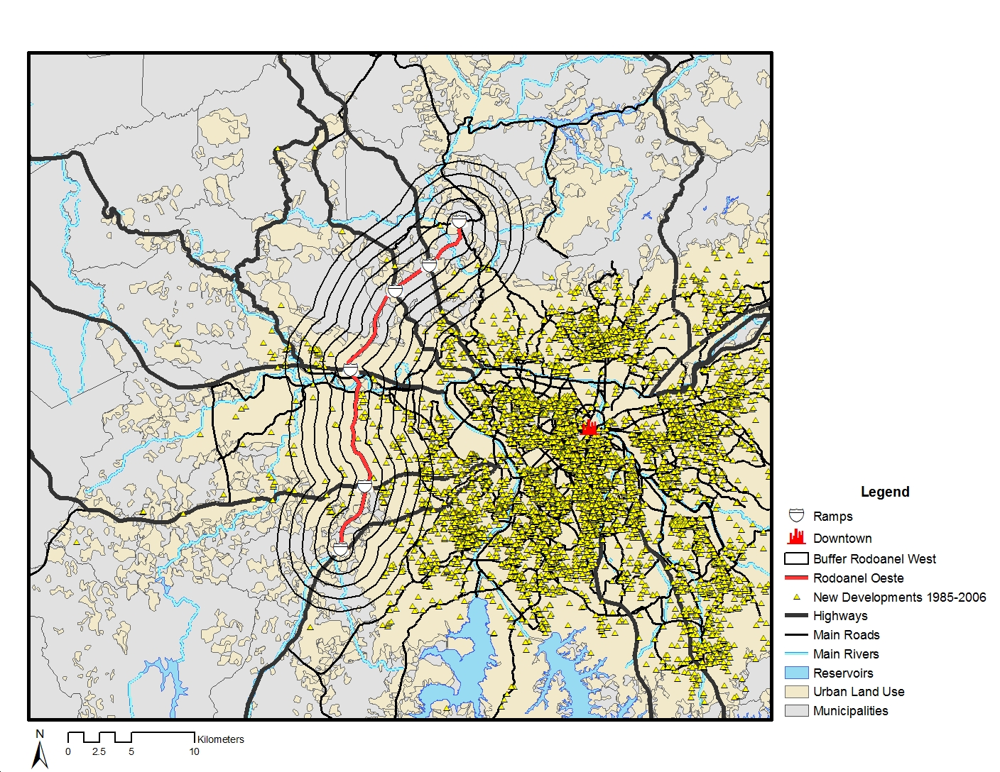 Legend
Ramps
Downtown
Buffer Rodoanel West
Rodoanel Oeste
New Developments 1985-2006
Highways
Main Roads
Main Rivers
Reservoirs
Urban Land Use
Municipalities
N
Kilometers
0 2.5 5 10